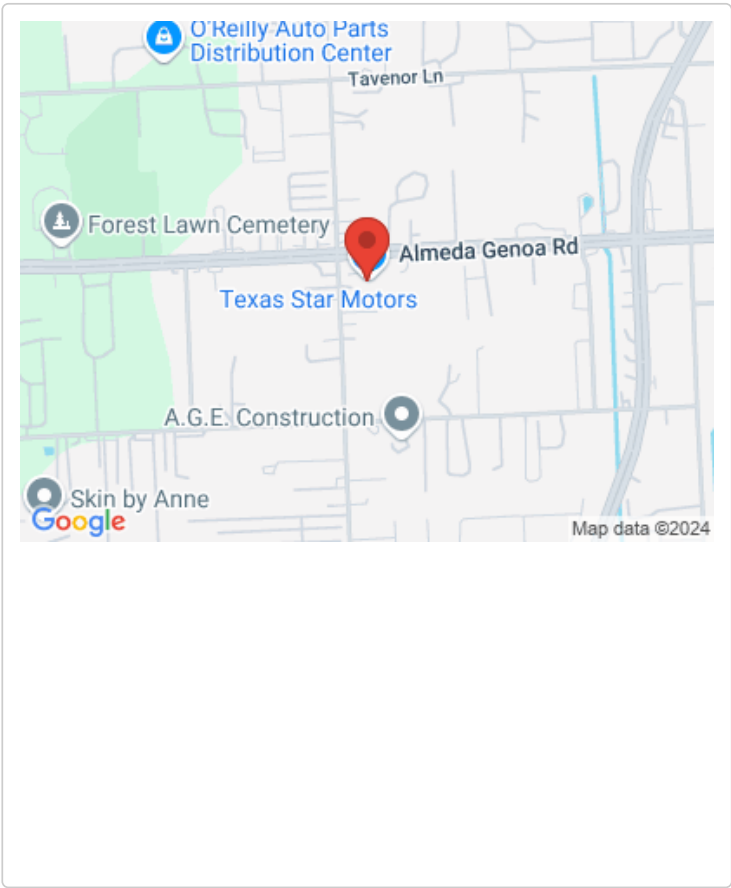 O'Reilly Auto Parts
Distribution Center
Tavenor Ln
Forest Lawn Cemetery
Almeda Genoa Rd
Texas Star Motors
A.G.E. Construction
Skin by Anne
Google
Map data ©2024